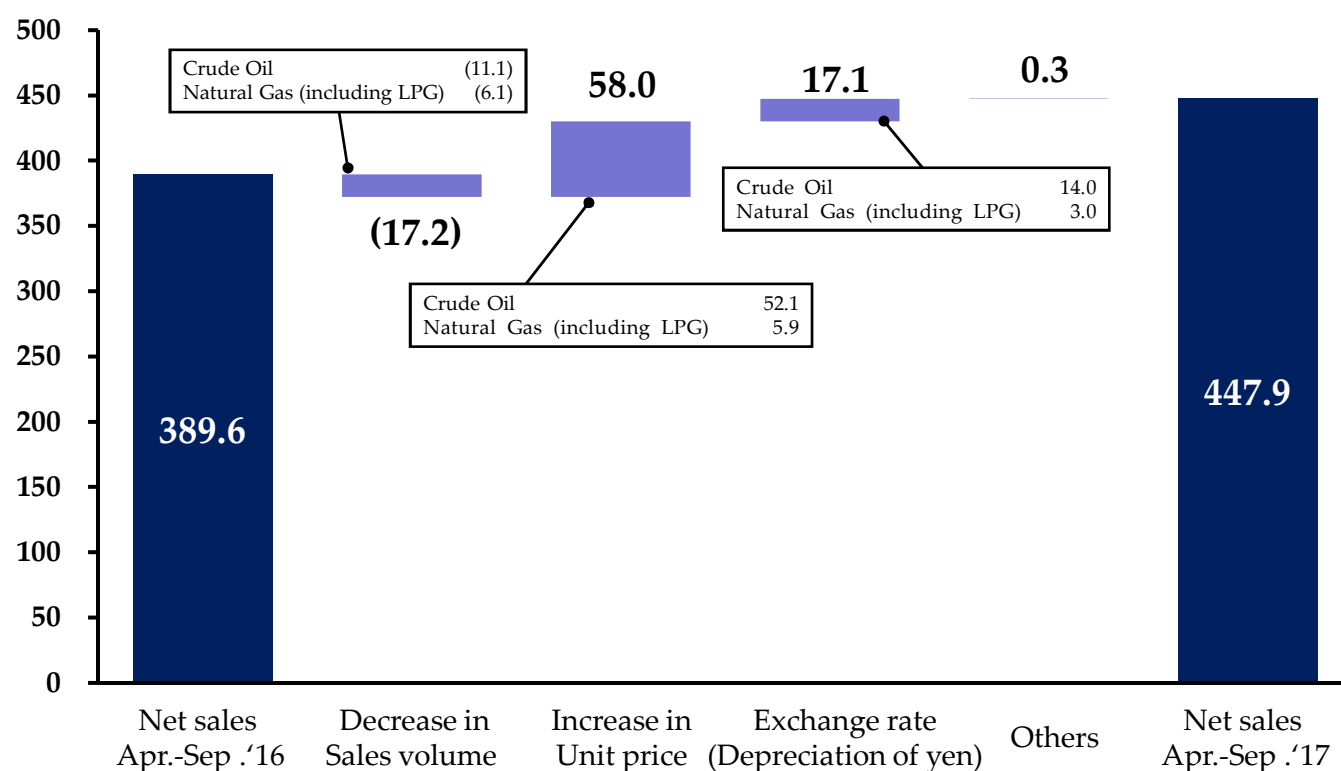 500
450
400
350
300
250
200
150
100
50
0
Crude Oil (11.1)
Natural Gas (including LPG) (6.1)
58.0
17.1
0.3
(17.2)
Crude Oil 14.0
Natural Gas (including LPG) 3.0
Crude Oil 52.1
Natural Gas (including LPG) 5.9
389.6
447.9
Net sales
Apr.-Sep .‘16
Decrease in
Sales volume
Increase in
Unit price
Exchange rate
(Depreciation of yen)
Others
Net sales
Apr.-Sep .‘17